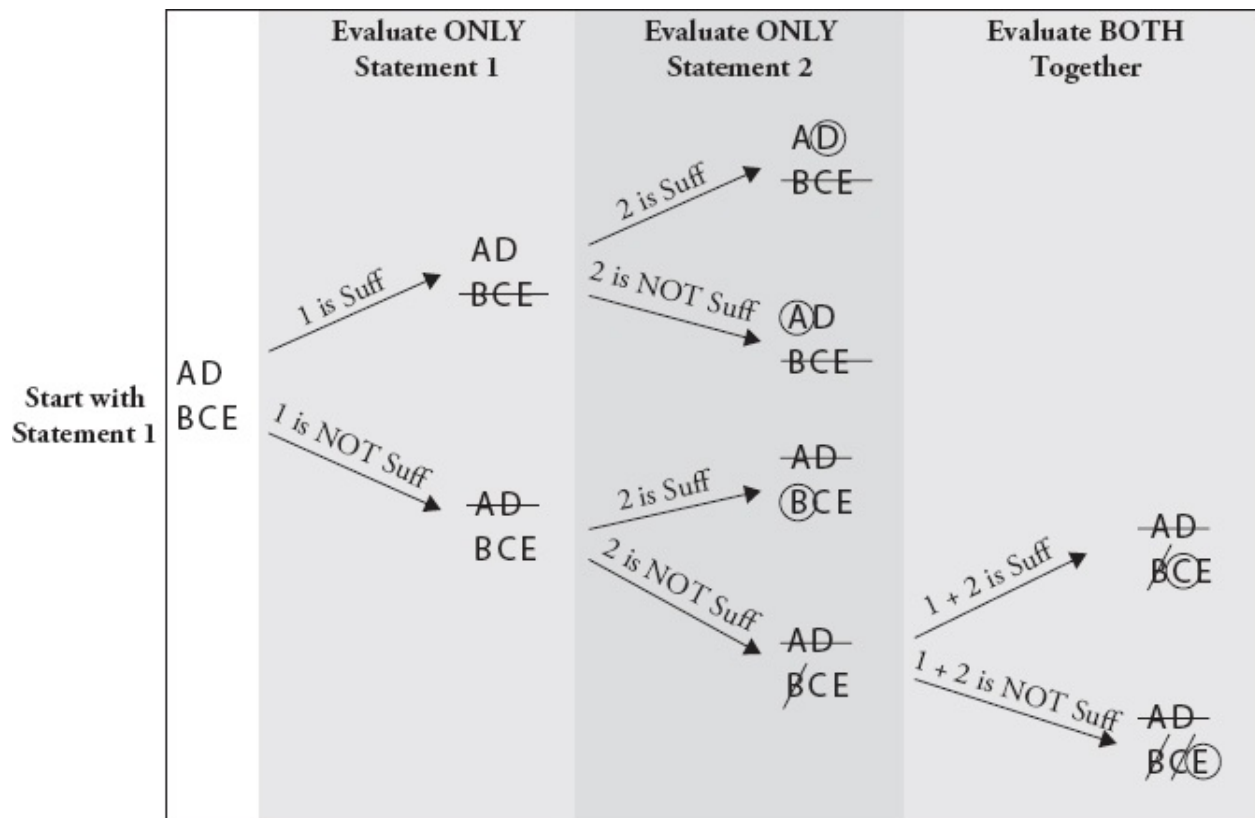 Evaluate ONLY
Statement 1
Evaluate ONLY
Statement 2
Evaluate BOTH
Together
Start with
Statement 1
AD
BCE
1 is Suff
AD
BCE
1 is NOT Suff
AD
BCE
2 is Suff
AD
BCE
2 is NOT Suff
AD
BCE
2 is Suff
AD
BCE
2 is NOT Suff
AD
BCE
1 + 2 is Suff
AD
BCE
1 + 2 is NOT Suff
AD
BCE